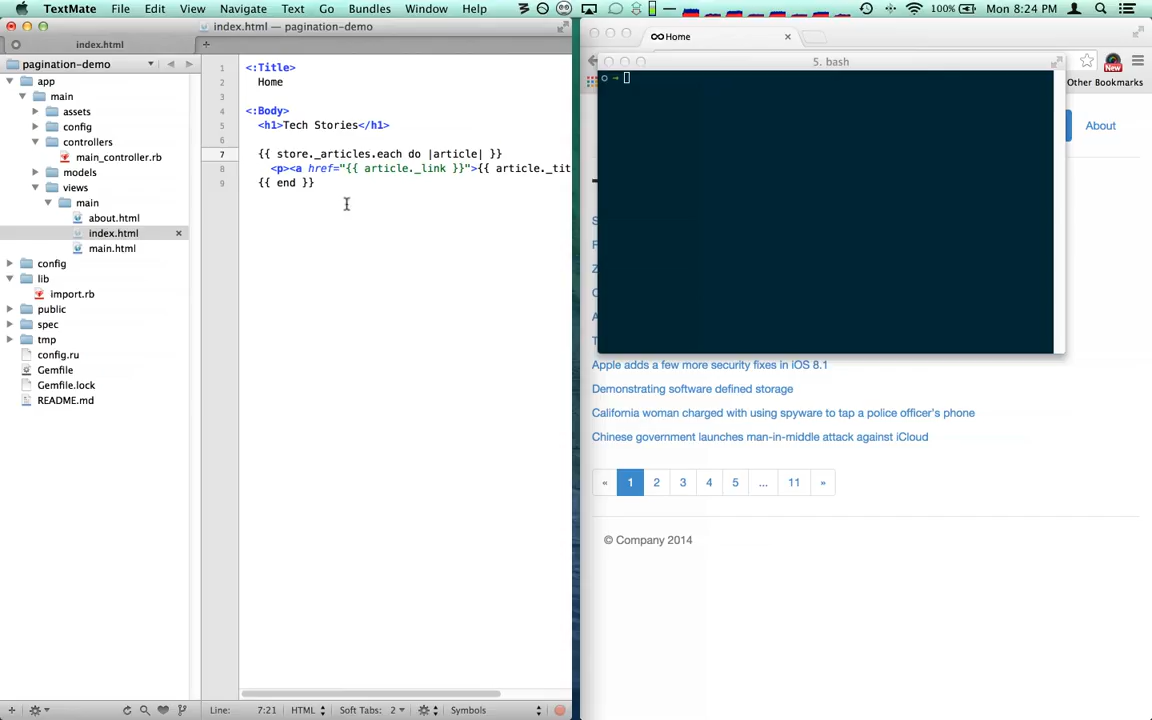 TextMate File Edit View Navigate Text Go Bundles Window Help 100% Mon 8:24 PM
index.html — pagination-demo
index.html
pagination-demo
app
main
assets
config
controllers
main_controller.rb
models
views
main
about.html
index.html
main.html
config
lib
import.rb
public
spec
tmp
config.ru
Gemfile
Gemfile.lock
README.md
1 <:Title>
2 Home
3
4 <:Body>
5 <h1>Tech Stories</h1>
6
7 {{ store._articles.each do |article| }}
8 <p><a href="{{ article._link }}">{{ article._tit
9 {{ end }}
Line: 7:21 HTML Soft Tabs: 2 Symbols
Home
New
Other Bookmarks
5. bash
About
Apple adds a few more security fixes in iOS 8.1
Demonstrating software defined storage
California woman charged with using spyware to tap a police officer's phone
Chinese government launches man-in-middle attack against iCloud
« 1 2 3 4 5 ... 11 »
© Company 2014